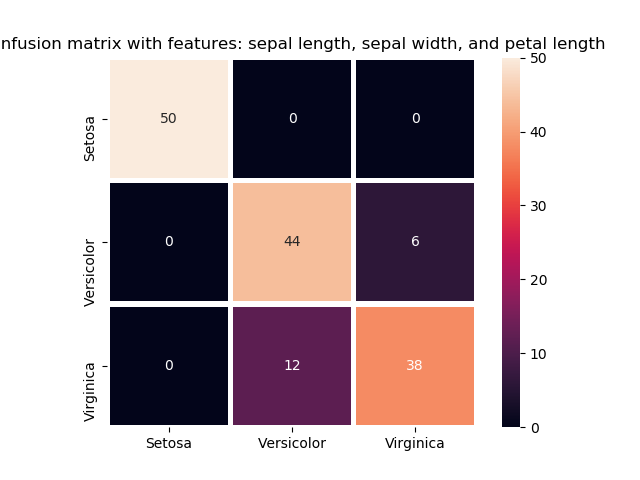 nfusion matrix with features: sepal length, sepal width, and petal length
Setosa 50 0 0
Versicolor 0 44 6
Virginica 0 12 38
Setosa Versicolor Virginica
50
40
30
20
10
0